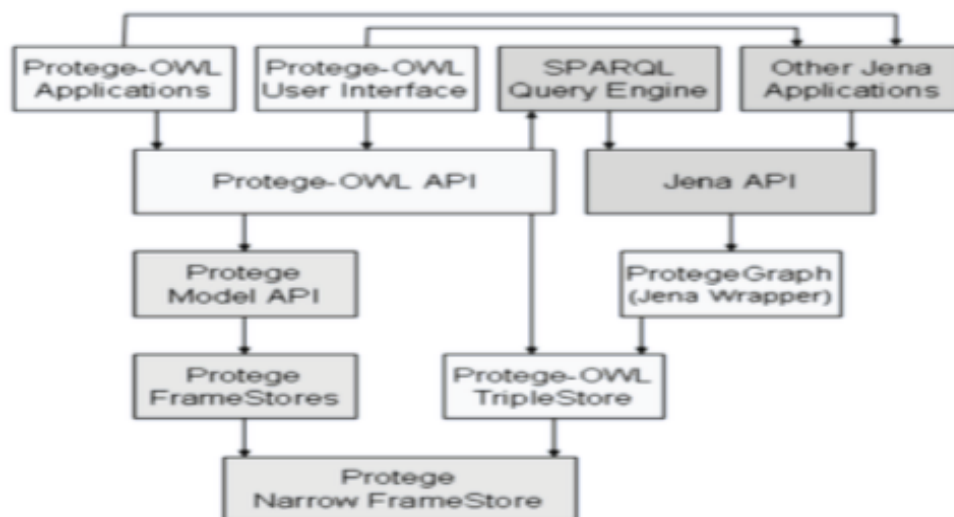 Protege-OWL
Applications
Protege-OWL
User Interface
SPARQL
Query Engine
Other Jena
Applications
Protege-OWL API
Jena API
Protege
Model API
ProtegeGraph
(Jena Wrapper)
Protege
FrameStores
Protege-OWL
TripleStore
Protege
Narrow FrameStore